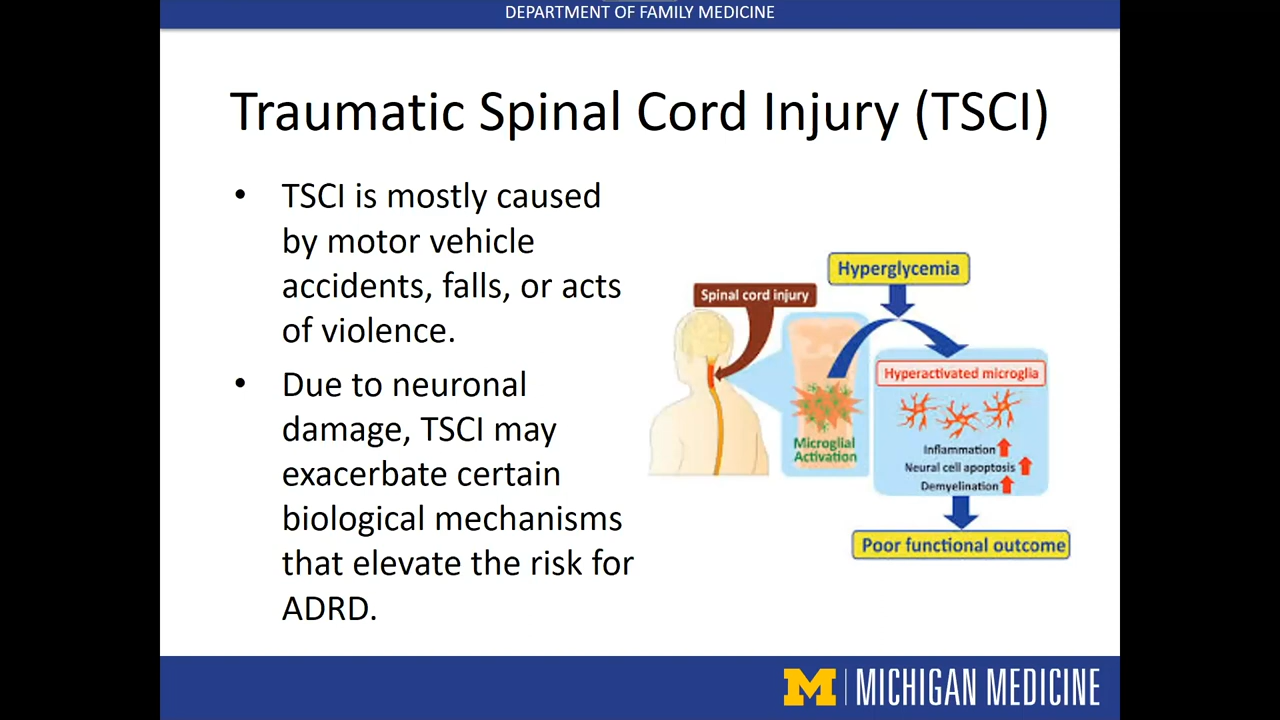 DEPARTMENT OF FAMILY MEDICINE
Traumatic Spinal Cord Injury (TSCI)
• TSCI is mostly caused
by motor vehicle
accidents, falls, or acts
of violence.
• Due to neuronal
damage, TSCI may
exacerbate certain
biological mechanisms
that elevate the risk for
ADRD.
Hyperglycemia
Spinal cord injury
Microglial
Activation
Hyperactivated microglia
Inflammation
Neural cell apoptosis
Demyelination
Poor functional outcome
M | MICHIGAN MEDICINE